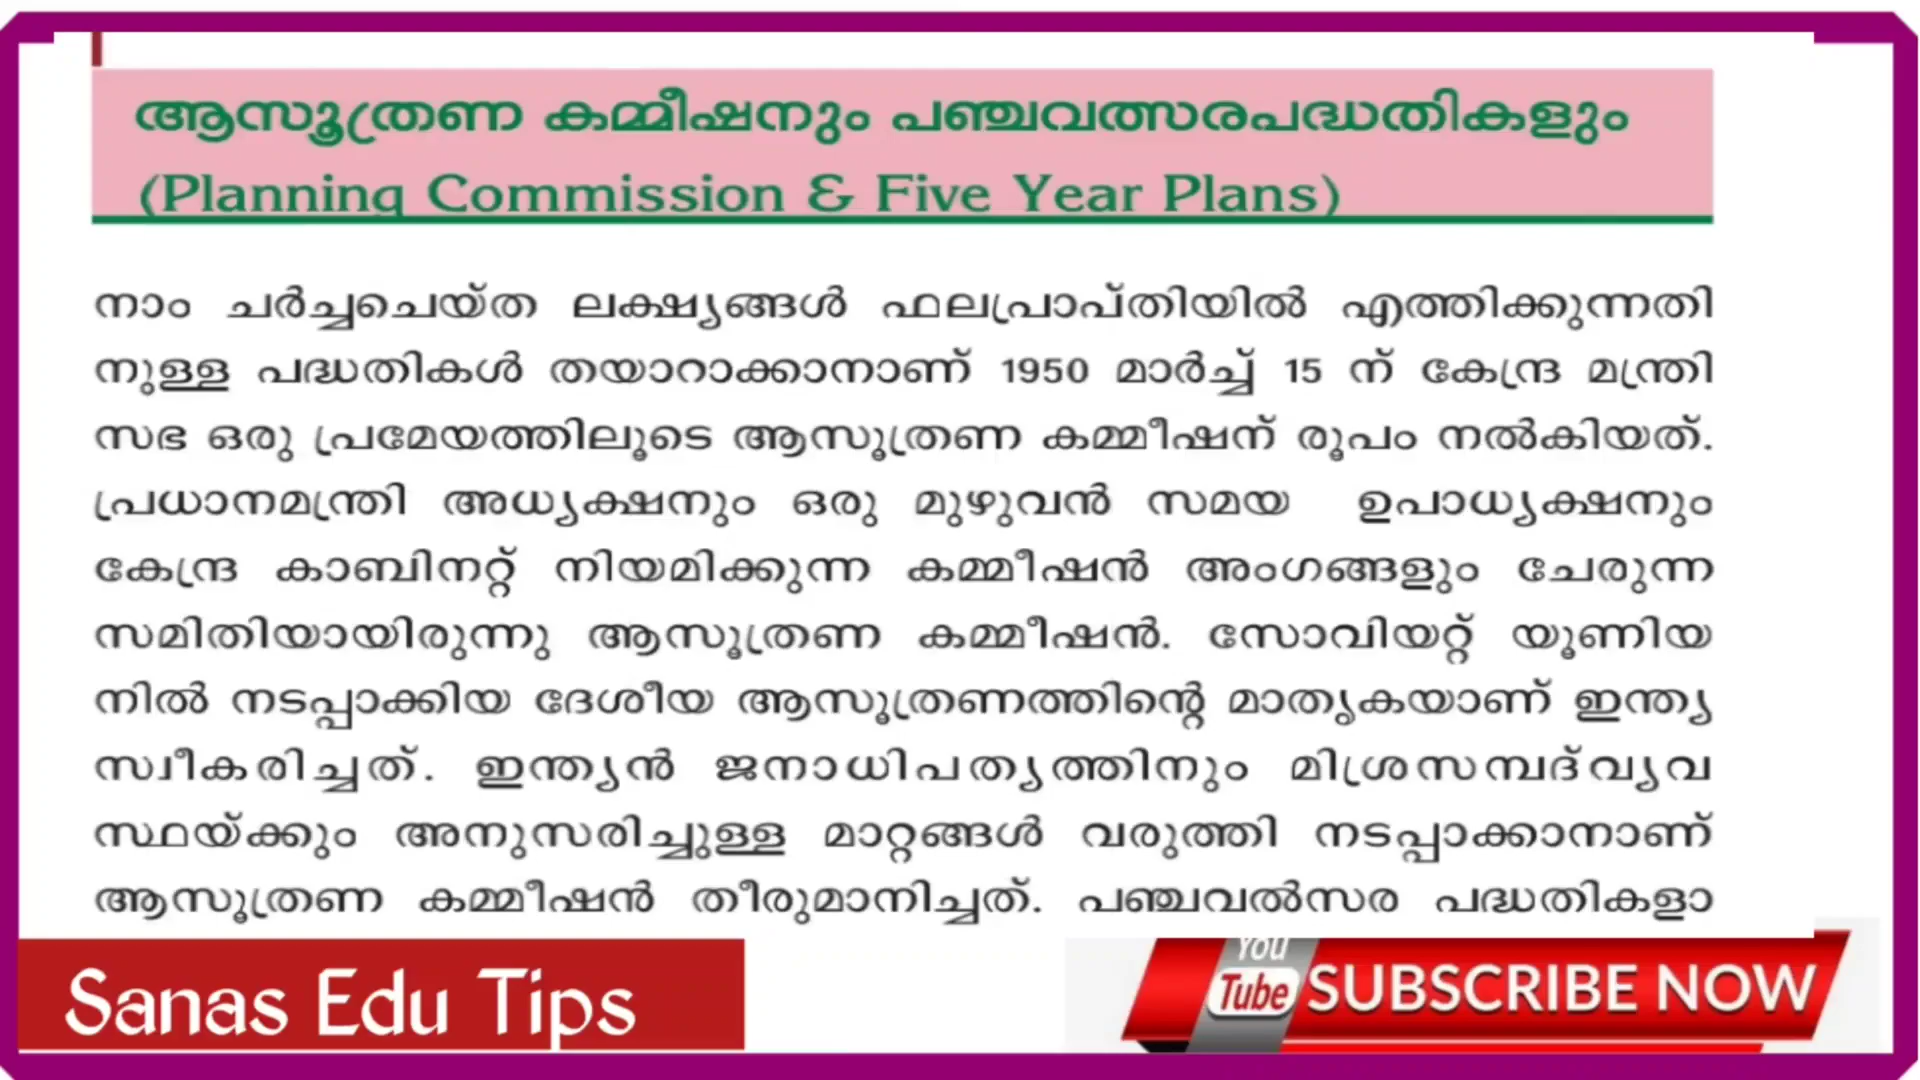 ആസൂത്രണ കമ്മീഷനും പഞ്ചവത്സരപദ്ധതികളും
(Planning Commission & Five Year Plans)
നാം ചർച്ചചെയ്ത ലക്ഷ്യങ്ങൾ ഫലപ്രാപ്തിയിൽ എത്തിക്കുന്നതി
നുള്ള പദ്ധതികൾ തയാറാക്കാനാണ് 1950 മാർച്ച് 15 ന് കേന്ദ്ര മന്ത്രി
സഭ ഒരു പ്രമേയത്തിലൂടെ ആസൂത്രണ കമ്മീഷന് രൂപം നൽകിയത്.
പ്രധാനമന്ത്രി അധ്യക്ഷനും ഒരു മുഴുവൻ സമയ ഉപാധ്യക്ഷനും
കേന്ദ്ര കാബിനറ്റ് നിയമിക്കുന്ന കമ്മീഷൻ അംഗങ്ങളും ചേരുന്ന
സമിതിയായിരുന്നു ആസൂത്രണ കമ്മീഷൻ. സോവിയറ്റ് യൂണിയ
നിൽ നടപ്പാക്കിയ ദേശീയ ആസൂത്രണത്തിന്റെ മാതൃകയാണ് ഇന്ത്യ
സ്വീകരിച്ചത്. ഇന്ത്യൻ ജനാധിപത്യത്തിനും മിശ്രസമ്പദ്‌വ്യവ
സ്ഥയ്ക്കും അനുസരിച്ചുള്ള മാറ്റങ്ങൾ വരുത്തി നടപ്പാക്കാനാണ്
ആസൂത്രണ കമ്മീഷൻ തീരുമാനിച്ചത്. പഞ്ചവൽസര പദ്ധതികളാ
Sanas Edu Tips
You
Tube SUBSCRIBE NOW